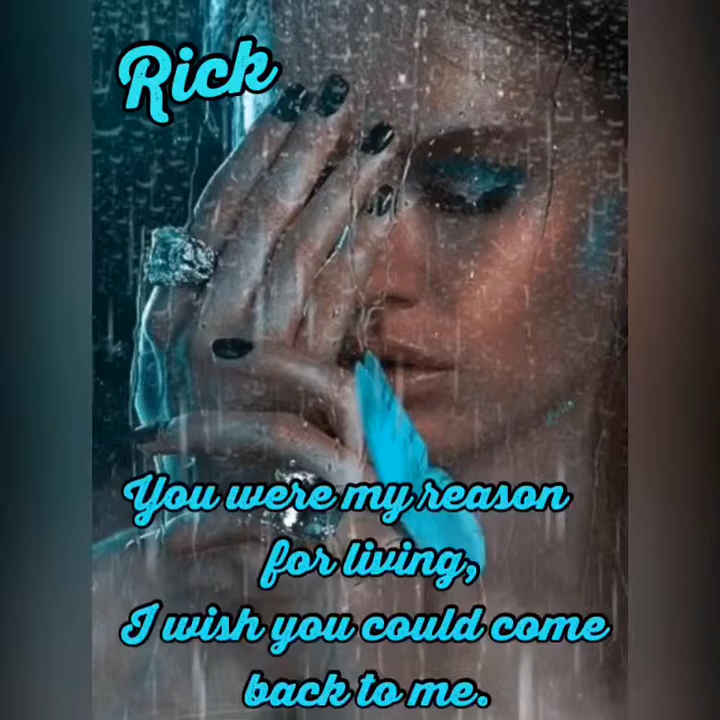 Rick
You were my reason
for living,
I wish you could come
back to me.